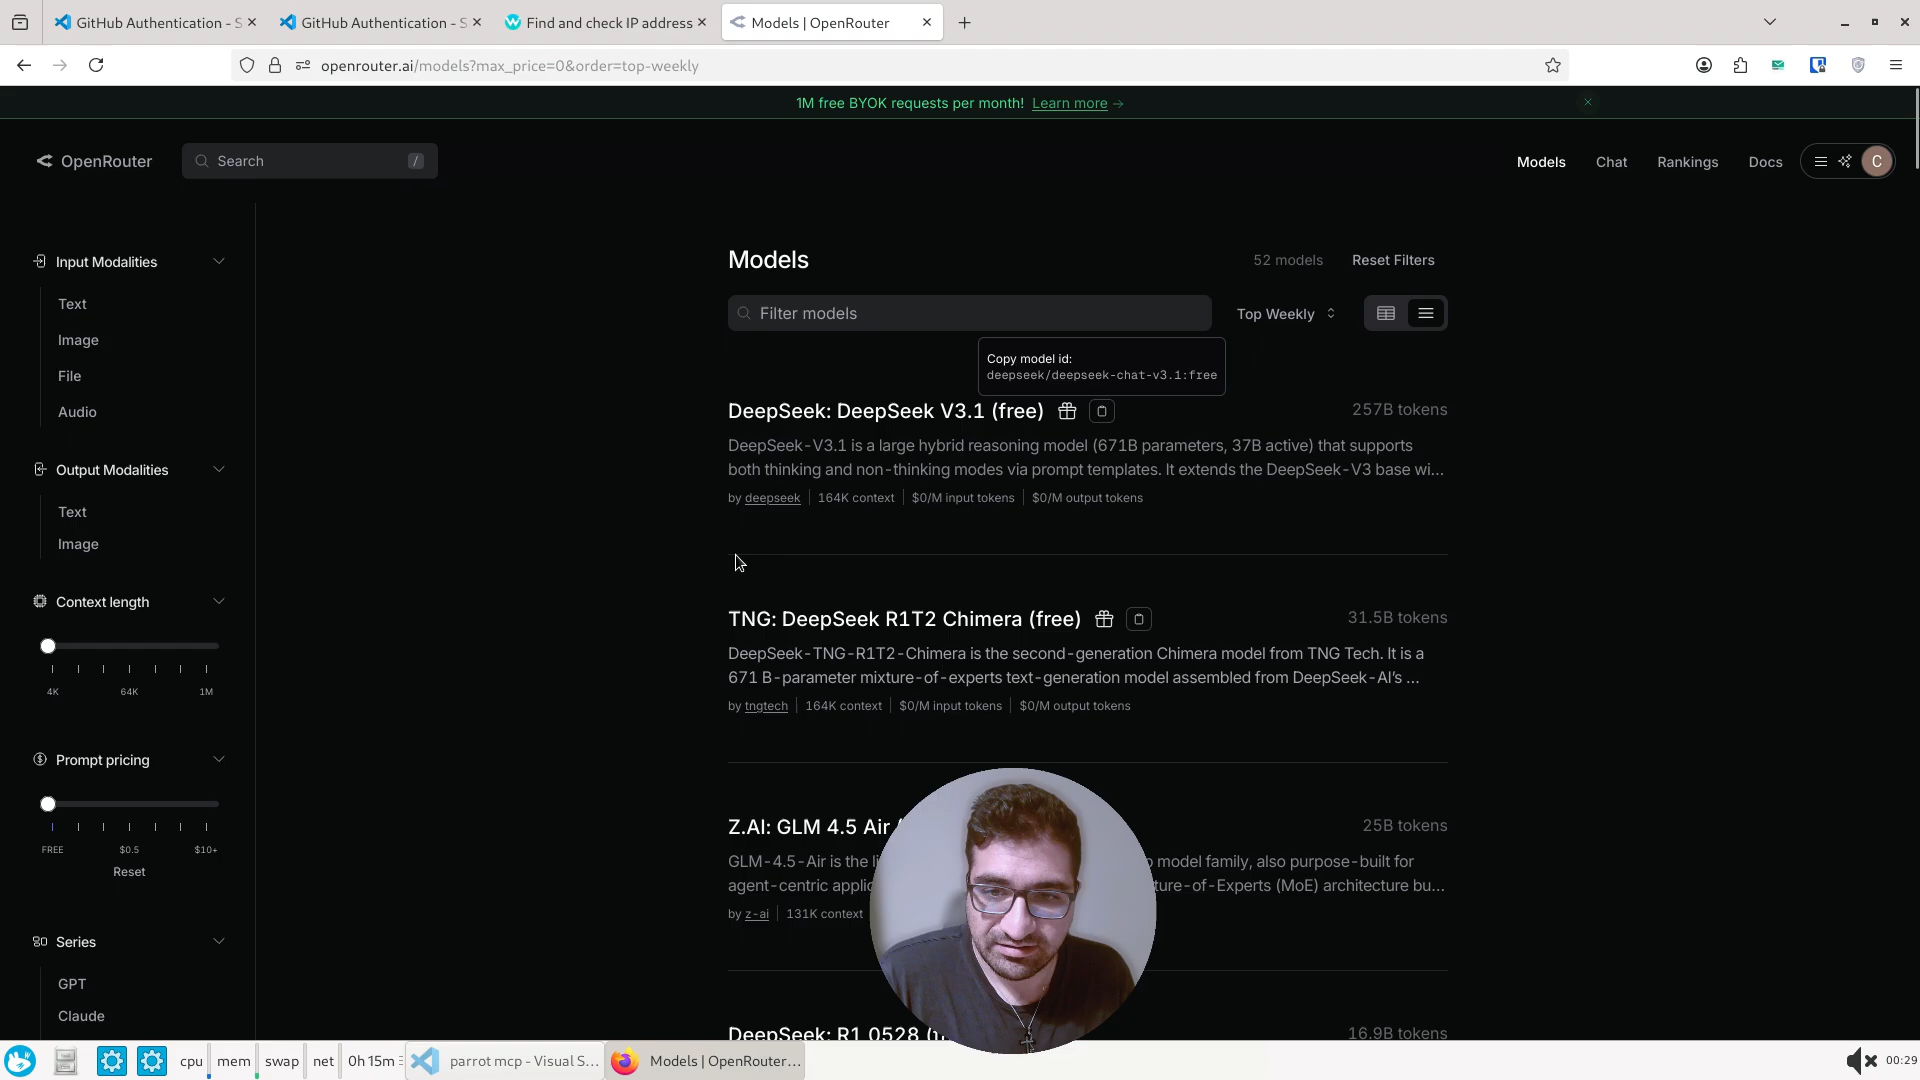 GitHub Authentication - S
GitHub Authentication - S
Find and check IP address
Models | OpenRouter
openrouter.ai/models?max_price=0&order=top-weekly
1M free BYOK requests per month! Learn more →
OpenRouter
Search
/
Models
Chat
Rankings
Docs
C
Input Modalities
Text
Image
File
Audio
Output Modalities
Text
Image
Context length
4K
64K
1M
Prompt pricing
FREE
$0.5
$10+
Reset
Series
GPT
Claude
Models
52 models
Reset Filters
Filter models
Top Weekly
Copy model id:
deepseek/deepseek-chat-v3.1:free
DeepSeek: DeepSeek V3.1 (free)
257B tokens
DeepSeek-V3.1 is a large hybrid reasoning model (671B parameters, 37B active) that supports
both thinking and non-thinking modes via prompt templates. It extends the DeepSeek-V3 base wi...
by deepseek
164K context
$0/M input tokens
$0/M output tokens
TNG: DeepSeek R1T2 Chimera (free)
31.5B tokens
DeepSeek-TNG-R1T2-Chimera is the second-generation Chimera model from TNG Tech. It is a
671 B-parameter mixture-of-experts text-generation model assembled from DeepSeek-AI's ...
by tngtech
164K context
$0/M input tokens
$0/M output tokens
Z.AI: GLM 4.5 Air
25B tokens
GLM-4.5-Air is the
model family, also purpose-built for
agent-centric
(MoE) architecture bu...
by z-ai
131K context
DeepSeek: R1 0528
16.9B tokens
cpu
mem
swap
net
0h 15m
parrot mcp - Visual S...
Models | OpenRouter...
00:29